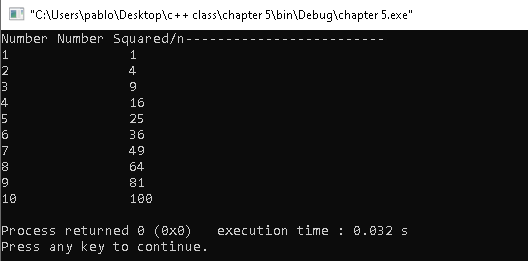 "C:\Users\pablo\Desktop\c++ class\chapter 5\bin\Debug\chapter 5.exe"
Number Number Squared/n-------------------------
1 1
2 4
3 9
4 16
5 25
6 36
7 49
8 64
9 81
10 100
Process returned 0 (0x0) execution time : 0.032 s
Press any key to continue.